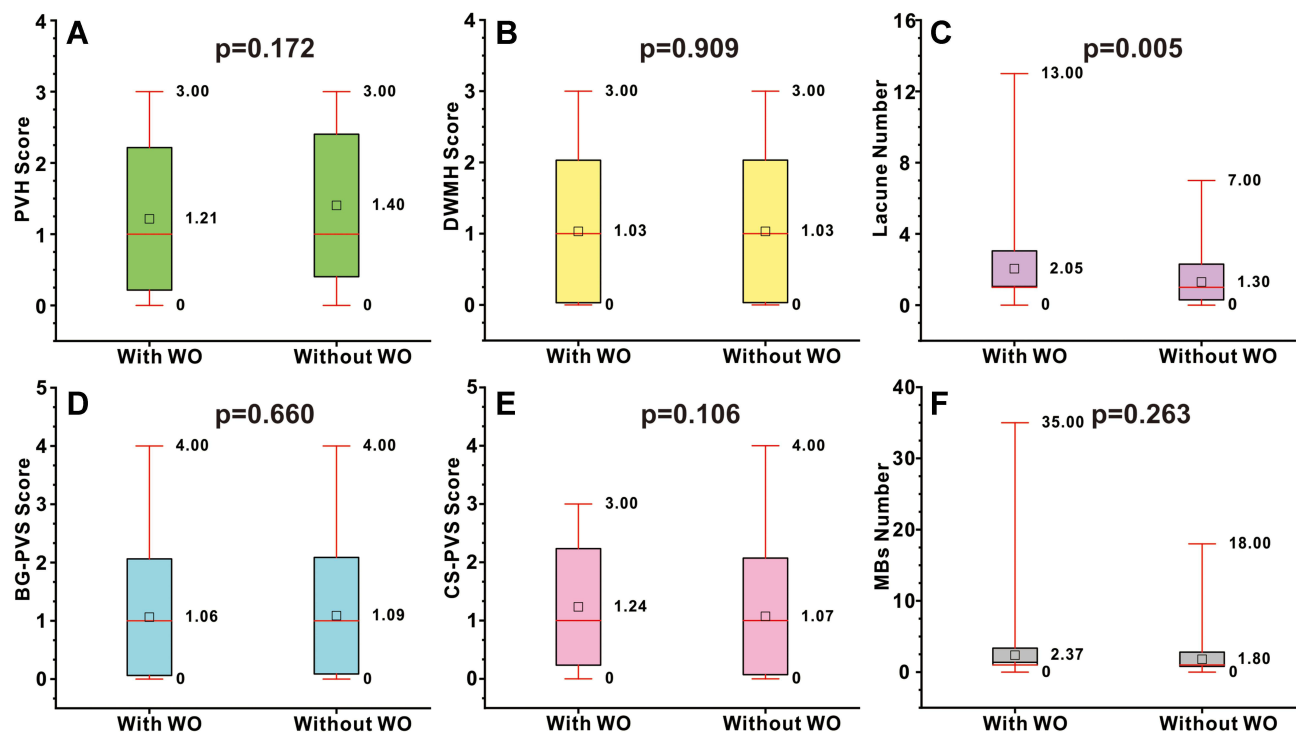 A
p=0.172
PVH Score
4
3
2
1
0
3.00
1.21
0
3.00
1.40
0
With WO
Without WO
B
p=0.909
DWMH Score
4
3
2
1
0
3.00
1.03
0
3.00
1.03
0
With WO
Without WO
C
p=0.005
Lacune Number
16
12
8
4
0
13.00
2.05
0
7.00
1.30
0
With WO
Without WO
D
p=0.660
BG-PVS Score
5
4
3
2
1
0
4.00
1.06
0
4.00
1.09
0
With WO
Without WO
E
p=0.106
CS-PVS Score
5
4
3
2
1
0
3.00
1.24
0
4.00
1.07
0
With WO
Without WO
F
p=0.263
MBs Number
40
30
20
10
0
35.00
2.37
0
18.00
1.80
0
With WO
Without WO